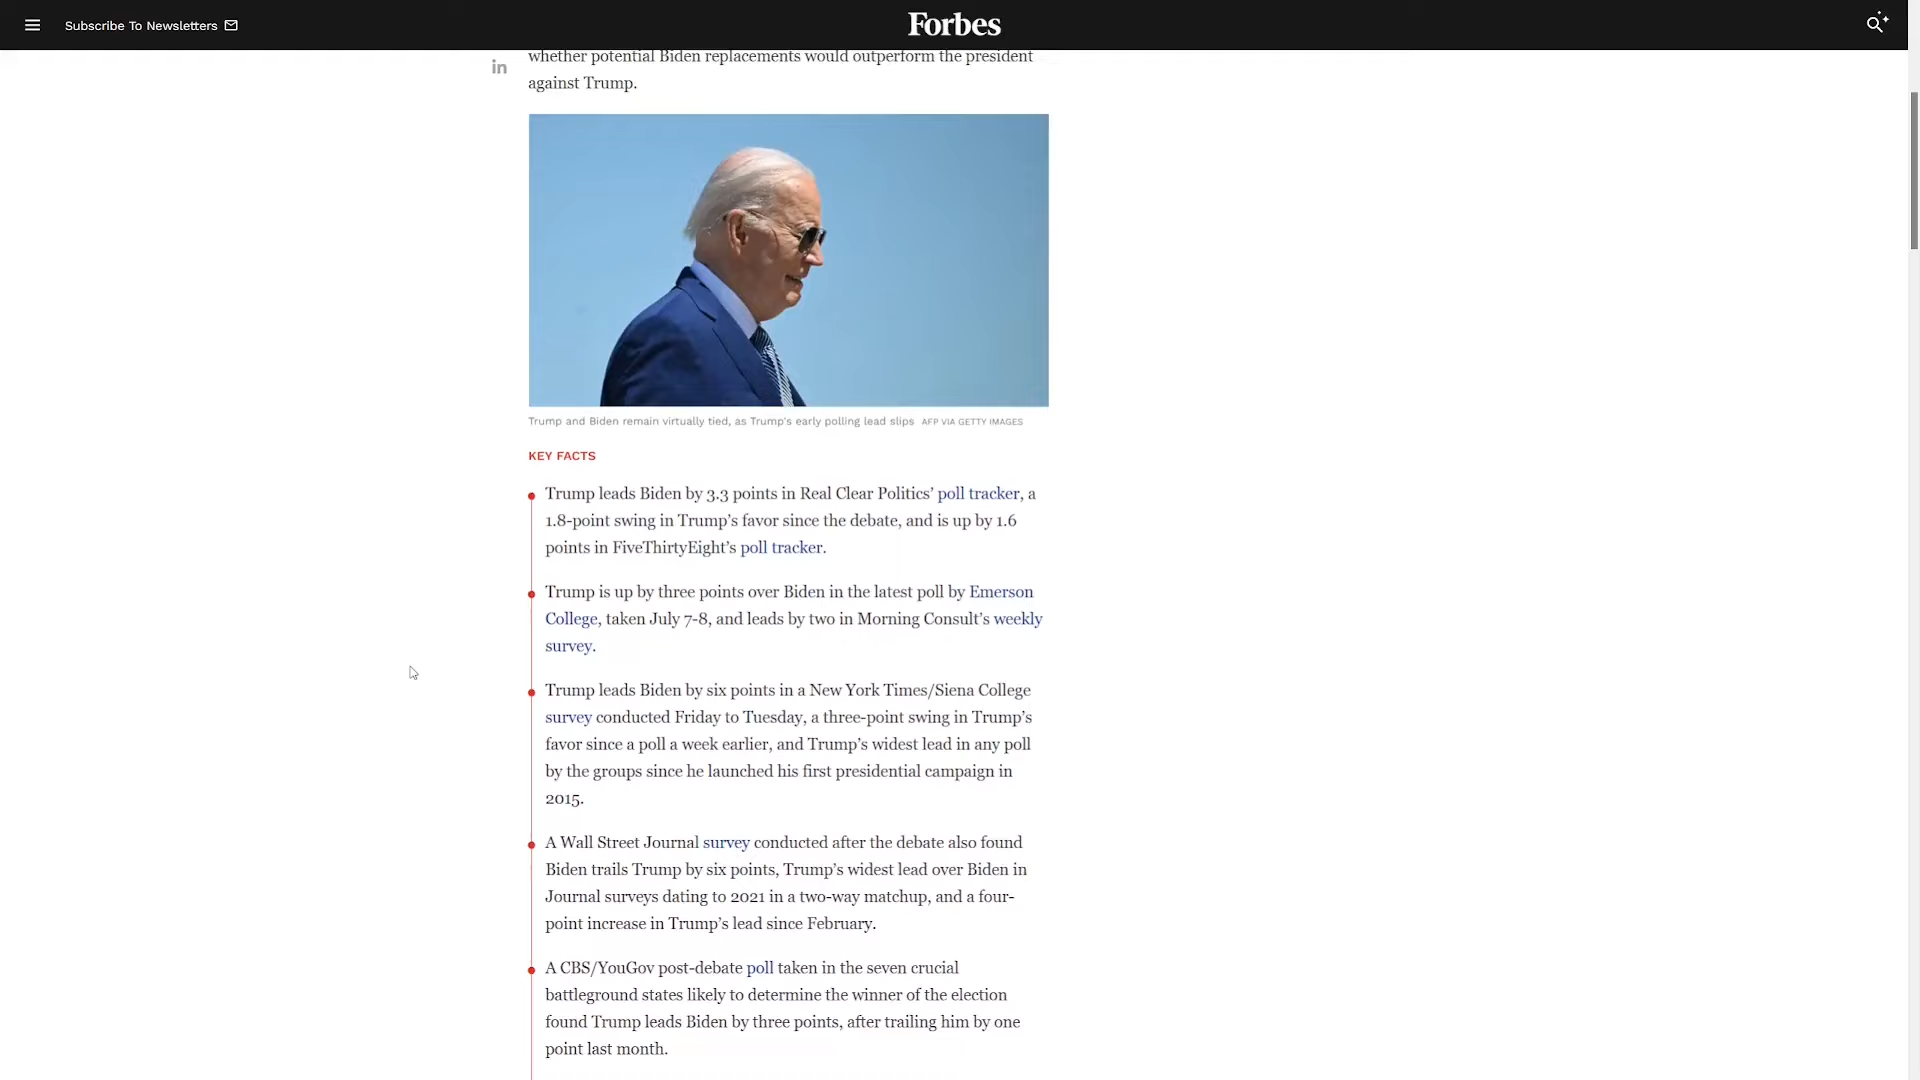 Subscribe To Newsletters
Forbes
in
whether potential Biden replacements would outperform the president
against Trump.
Trump and Biden remain virtually tied, as Trump's early polling lead slips AFP VIA GETTY IMAGES
KEY FACTS
Trump leads Biden by 3.3 points in Real Clear Politics’ poll tracker, a
1.8-point swing in Trump’s favor since the debate, and is up by 1.6
points in FiveThirtyEight’s poll tracker.
Trump is up by three points over Biden in the latest poll by Emerson
College, taken July 7-8, and leads by two in Morning Consult’s weekly
survey.
Trump leads Biden by six points in a New York Times/Siena College
survey conducted Friday to Tuesday, a three-point swing in Trump’s
favor since a poll a week earlier, and Trump’s widest lead in any poll
by the groups since he launched his first presidential campaign in
2015.
A Wall Street Journal survey conducted after the debate also found
Biden trails Trump by six points, Trump’s widest lead over Biden in
Journal surveys dating to 2021 in a two-way matchup, and a four-
point increase in Trump’s lead since February.
A CBS/YouGov post-debate poll taken in the seven crucial
battleground states likely to determine the winner of the election
found Trump leads Biden by three points, after trailing him by one
point last month.